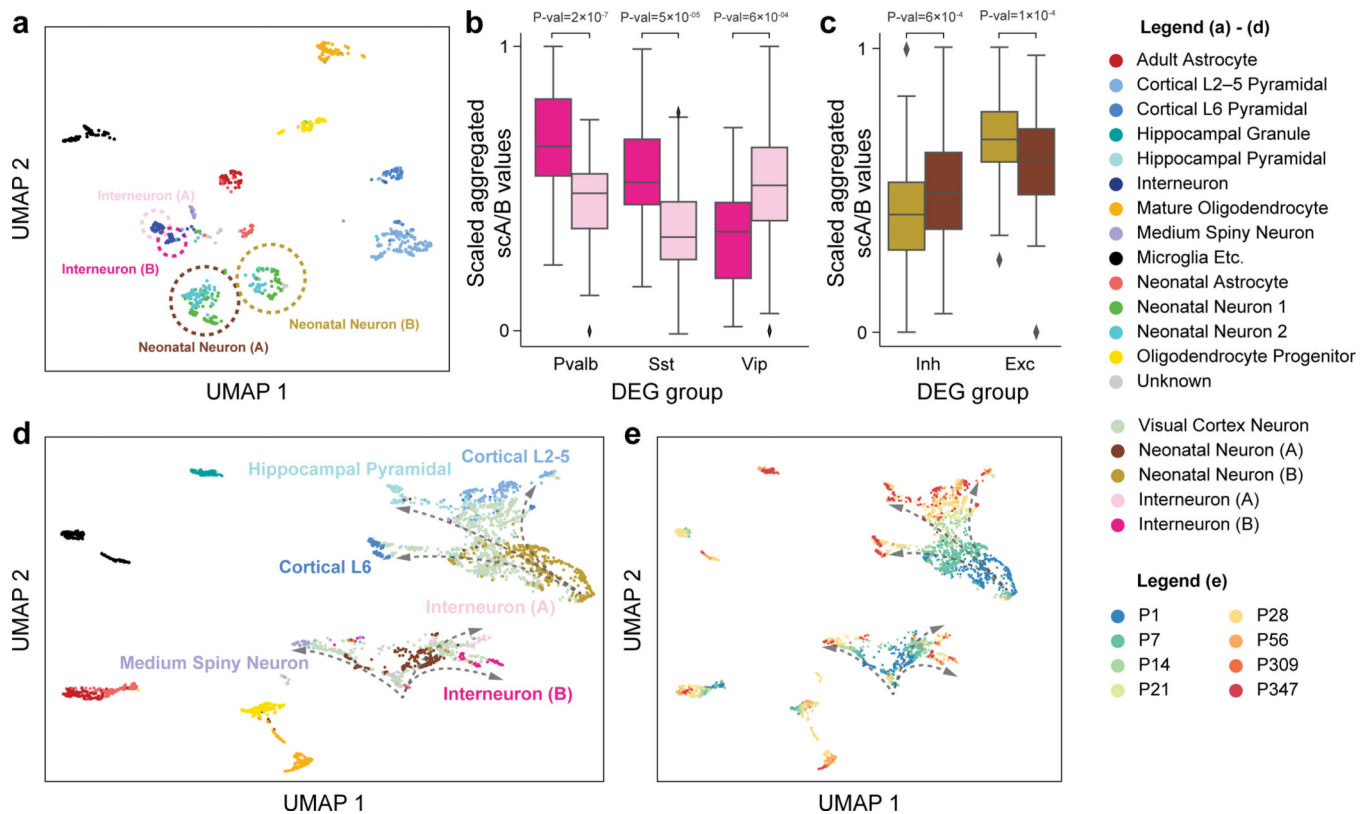 a
UMAP 2
UMAP 1
Interneuron (A)
Interneuron (B)
Neonatal Neuron (B)
Neonatal Neuron (A)
b
P-val=2×10⁻⁷ P-val=5×10⁻⁰⁵ P-val=6×10⁻⁰⁴
Scaled aggregated
scA/B values
1
0
Pvalb Sst Vip
DEG group
c
P-val=6×10⁻⁴ P-val=1×10⁻⁴
Scaled aggregated
scA/B values
1
0
Inh Exc
DEG group
Legend (a) - (d)
Adult Astrocyte
Cortical L2–5 Pyramidal
Cortical L6 Pyramidal
Hippocampal Granule
Hippocampal Pyramidal
Interneuron
Mature Oligodendrocyte
Medium Spiny Neuron
Microglia Etc.
Neonatal Astrocyte
Neonatal Neuron 1
Neonatal Neuron 2
Oligodendrocyte Progenitor
Unknown
Visual Cortex Neuron
Neonatal Neuron (A)
Neonatal Neuron (B)
Interneuron (A)
Interneuron (B)
d
UMAP 2
UMAP 1
Hippocampal Pyramidal
Cortical L2-5
Cortical L6
Interneuron (A)
Medium Spiny Neuron
Interneuron (B)
e
UMAP 2
UMAP 1
Legend (e)
P1 P28
P7 P56
P14 P309
P21 P347